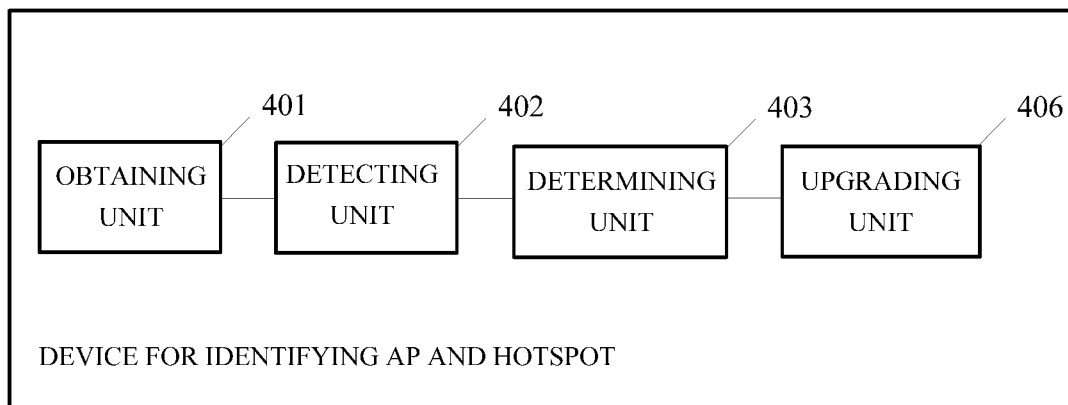 401
402
403
406
OBTAINING
UNIT
DETECTING
UNIT
DETERMINING
UNIT
UPGRADING
UNIT
DEVICE FOR IDENTIFYING AP AND HOTSPOT